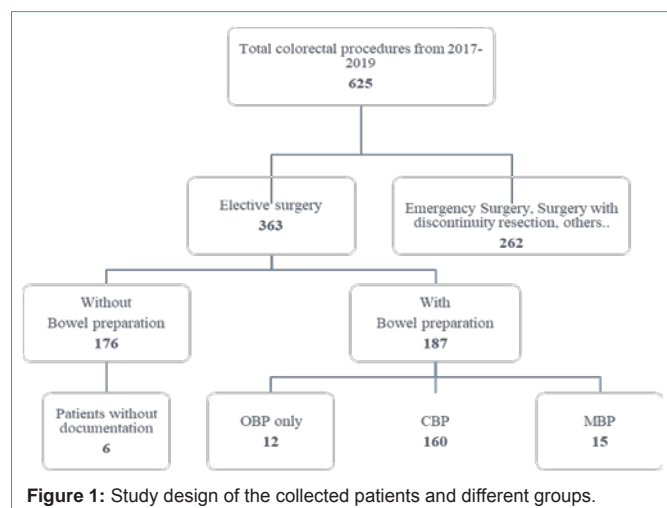 Total colorectal procedures from 2017-
2019
625
Elective surgery
363
Emergency Surgery, Surgery with
discontinuity resection, others..
262
Without
Bowel preparation
176
With
Bowel preparation
187
Patients without
documentation
6
OBP only
12
CBP
160
MBP
15
Figure 1: Study design of the collected patients and different groups.